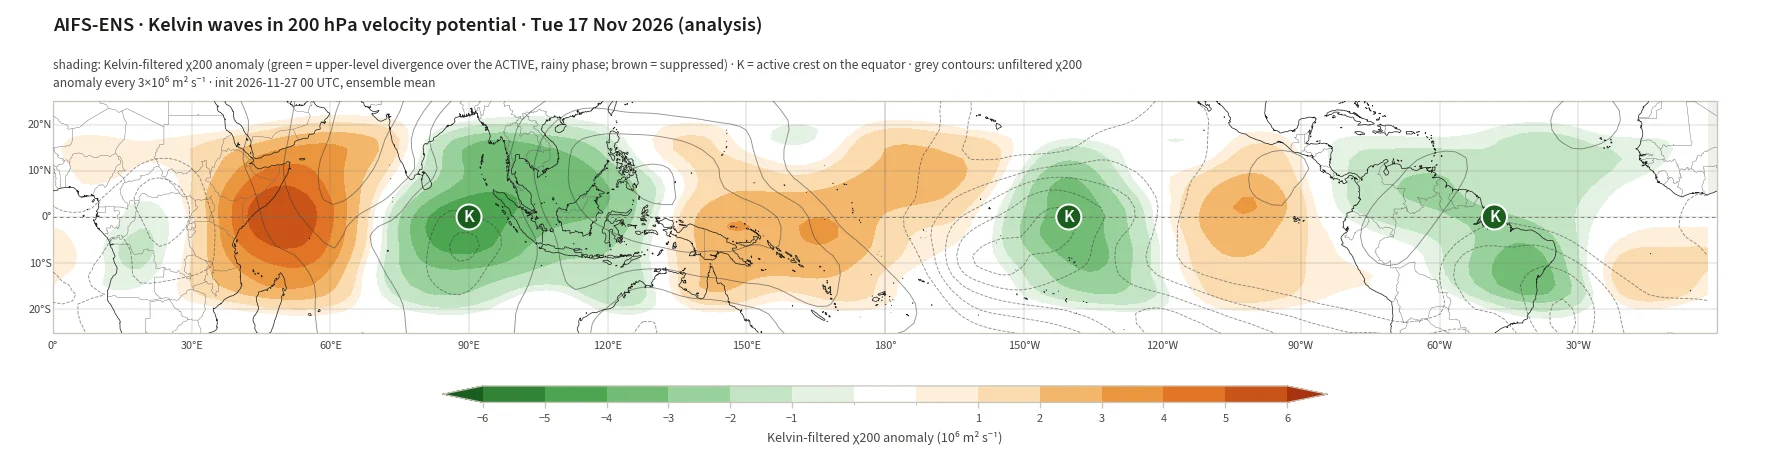 AIFS-ENS · Kelvin waves in 200 hPa velocity potential · Tue 17 Nov 2026 (analysis)
shading: Kelvin-filtered χ200 anomaly (green = upper-level divergence over the ACTIVE, rainy phase; brown = suppressed) · K = active crest on the equator · grey contours: unfiltered χ200
anomaly every 3×10⁶ m² s⁻¹ · init 2026-11-27 00 UTC, ensemble mean
20°N
10°N
0°
10°S
20°S
K K K
0° 30°E 60°E 90°E 120°E 150°E 180° 150°W 120°W 90°W 60°W 30°W
−6 −5 −4 −3 −2 −1 1 2 3 4 5 6
Kelvin-filtered χ200 anomaly (10⁶ m² s⁻¹)